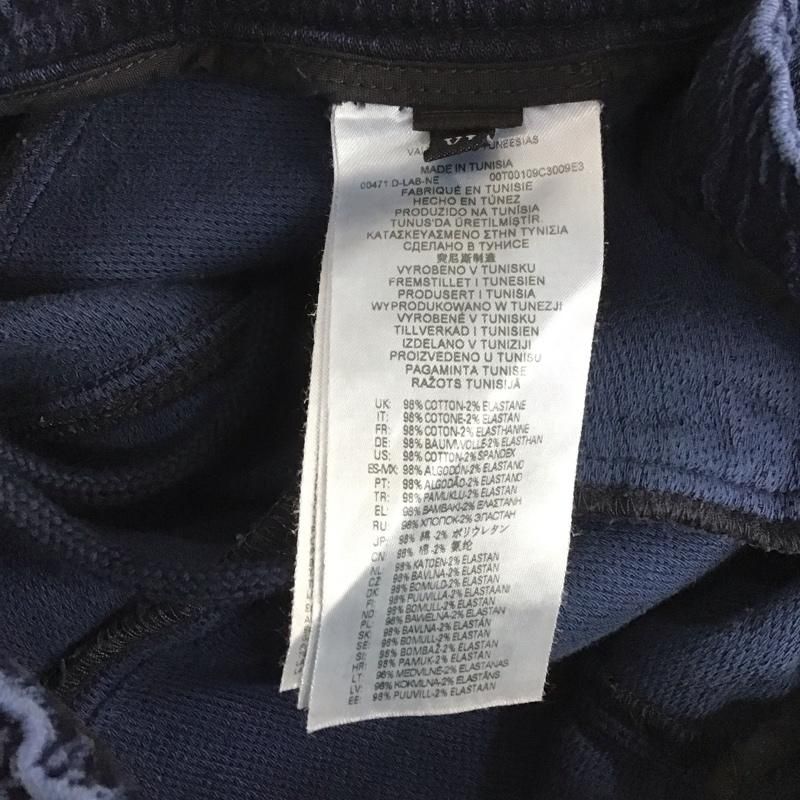 TUNEESIAS
MADE IN TUNISIA
00471.D-LAB-NE 00T00109C3009E3
FABRIQUÉ EN TUNISIE
HECHO EN TÚNEZ
PRODUZIDO NA TUNÍSIA
TUNUS'DA ÜRETİLMİŞTİR.
ΚΑΤΑΣΚΕΥΑΣΜΕΝΟ ΣΤΗΝ ΤΥΝΙΣΙΑ
СДЕЛАНО В ТУНИСЕ
突尼斯制造
VYROBENO V TUNISKU
FREMSTILLET I TUNESIEN
PRODUSERT I TUNISIA
WYPRODUKOWANO W TUNEZJI
VYROBENÉ V TUNISKU
TILLVERKAD I TUNISIEN
IZDELANO V TUNIZIJI
PROIZVEDENO U TUNISU
PAGAMINTA TUNISE
RAŽOTS TUNISIJĀ
UK: 98% COTTON-2% ELASTANE
IT: 98% COTONE-2% ELASTAN
FR: 98% COTON-2% ELASTHANNE
DE: 98% BAUMWOLLE-2% ELASTHAN
US: 98% COTTON-2% SPANDEX
ES-MX: 98% ALGODÓN-2% ELASTANO
PT: 98% ALGODÃO-2% ELASTANO
TR: 98% PAMUKLU-2% ELASTAN
EL: 98% ΒΑΜΒΑΚΙ-2% ΕΛΑΣΤΑΝ
RU: 98% ХЛОПОК-2% ЭЛАСТАН
JP: 98% 綿 -2% ポリウレタン
CN: 98% 棉 -2% 氨纶
NL: 98% KATOEN-2% ELASTAN
CZ: 98% BAVLNA-2% ELASTAN
DK: 98% BOMULD-2% ELASTAN
FI: 98% PUUVILLA-2% ELASTAANI
NO: 98% BOMULL-2% ELASTAN
PL: 98% BAWEŁNA-2% ELASTAN
SK: 98% BAVLNA-2% ELASTAN
SE: 98% BOMULL-2% ELASTAN
SI: 98% BOMBAŽ-2% ELASTAN
HR: 98% PAMUK-2% ELASTAN
LT: 98% MEDVILNĖ-2% ELASTANAS
LV: 98% KOKVILNA-2% ELASTĀNS
EE: 98% PUUVILL-2% ELASTAAN